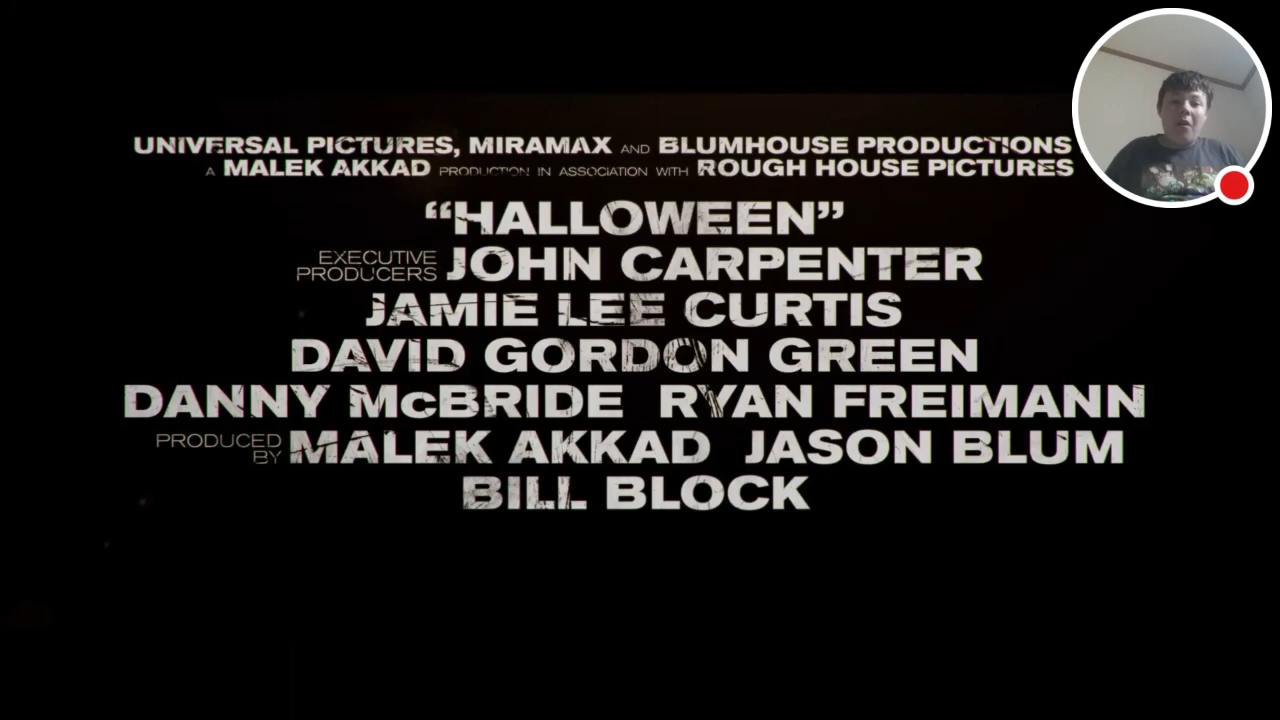 UNIVERSAL PICTURES, MIRAMAX AND BLUMHOUSE PRODUCTIONS
A MALEK AKKAD PRODUCTION IN ASSOCIATION WITH ROUGH HOUSE PICTURES
“HALLOWEEN”
EXECUTIVE PRODUCERS JOHN CARPENTER
JAMIE LEE CURTIS
DAVID GORDON GREEN
DANNY McBRIDE RYAN FREIMANN
PRODUCED BY MALEK AKKAD JASON BLUM
BILL BLOCK